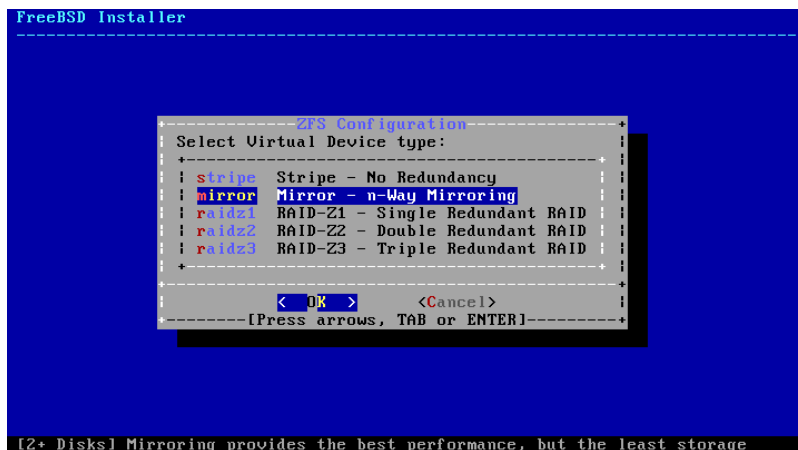 FreeBSD Installer
ZFS Configuration
Select Virtual Device type:
stripe Stripe - No Redundancy
mirror Mirror - n-Way Mirroring
raidz1 RAID-Z1 - Single Redundant RAID
raidz2 RAID-Z2 - Double Redundant RAID
raidz3 RAID-Z3 - Triple Redundant RAID
< OK > <Cancel>
[Press arrows, TAB or ENTER]
[2+ Disks] Mirroring provides the best performance, but the least storage